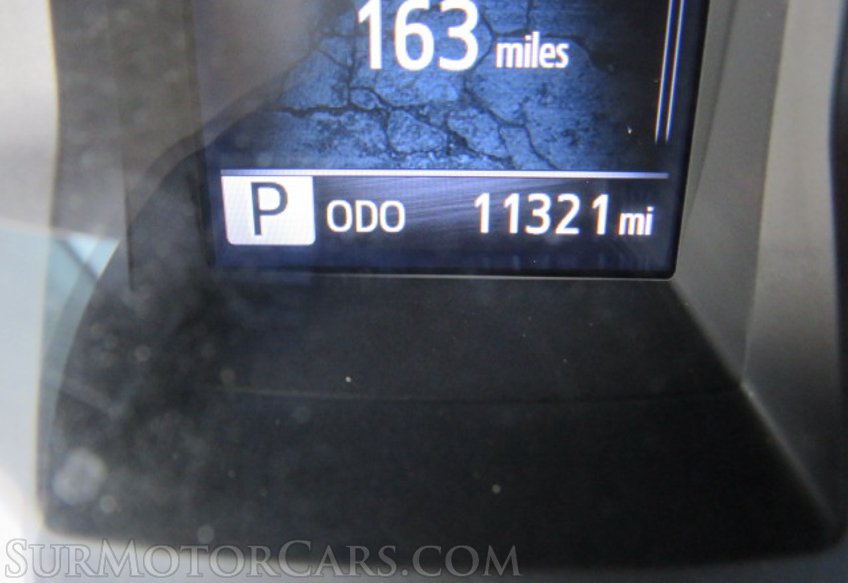 163 miles
P ODO 11321 mi
SurMotorCars.com